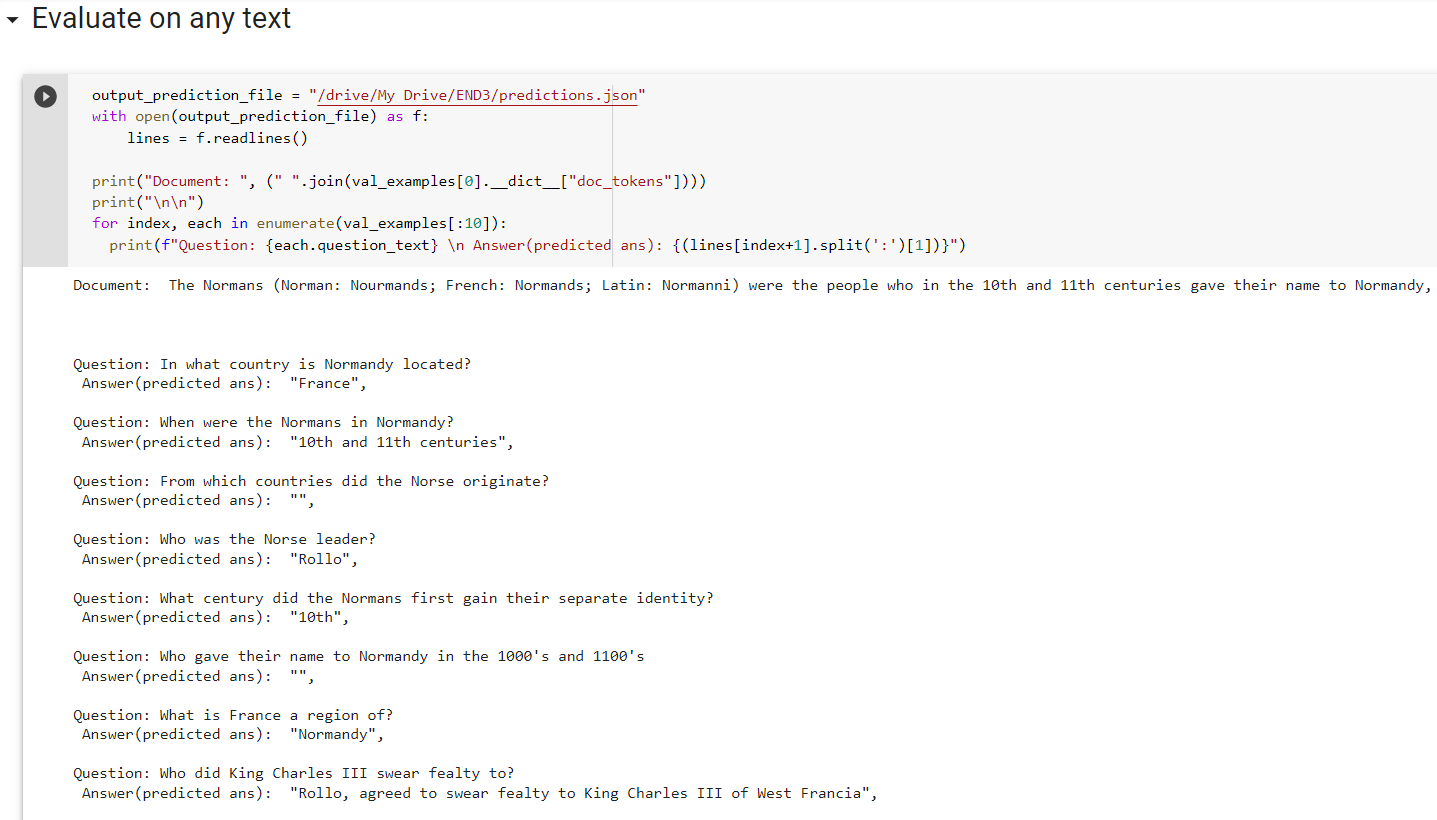 Evaluate on any text
output_prediction_file = "/drive/My Drive/END3/predictions.json"
with open(output_prediction_file) as f:
    lines = f.readlines()
print("Document: ", (" ".join(val_examples[0].__dict__["doc_tokens"])))
print("\n\n")
for index, each in enumerate(val_examples[:10]):
  print(f"Question: {each.question_text} \n Answer(predicted ans): {(lines[index+1].split(':')[1])}")
Document:  The Normans (Norman: Nourmands; French: Normands; Latin: Normanni) were the people who in the 10th and 11th centuries gave their name to Normandy,
Question: In what country is Normandy located?
 Answer(predicted ans):  "France",
Question: When were the Normans in Normandy?
 Answer(predicted ans):  "10th and 11th centuries",
Question: From which countries did the Norse originate?
 Answer(predicted ans):  "",
Question: Who was the Norse leader?
 Answer(predicted ans):  "Rollo",
Question: What century did the Normans first gain their separate identity?
 Answer(predicted ans):  "10th",
Question: Who gave their name to Normandy in the 1000's and 1100's
 Answer(predicted ans):  "",
Question: What is France a region of?
 Answer(predicted ans):  "Normandy",
Question: Who did King Charles III swear fealty to?
 Answer(predicted ans):  "Rollo, agreed to swear fealty to King Charles III of West Francia",